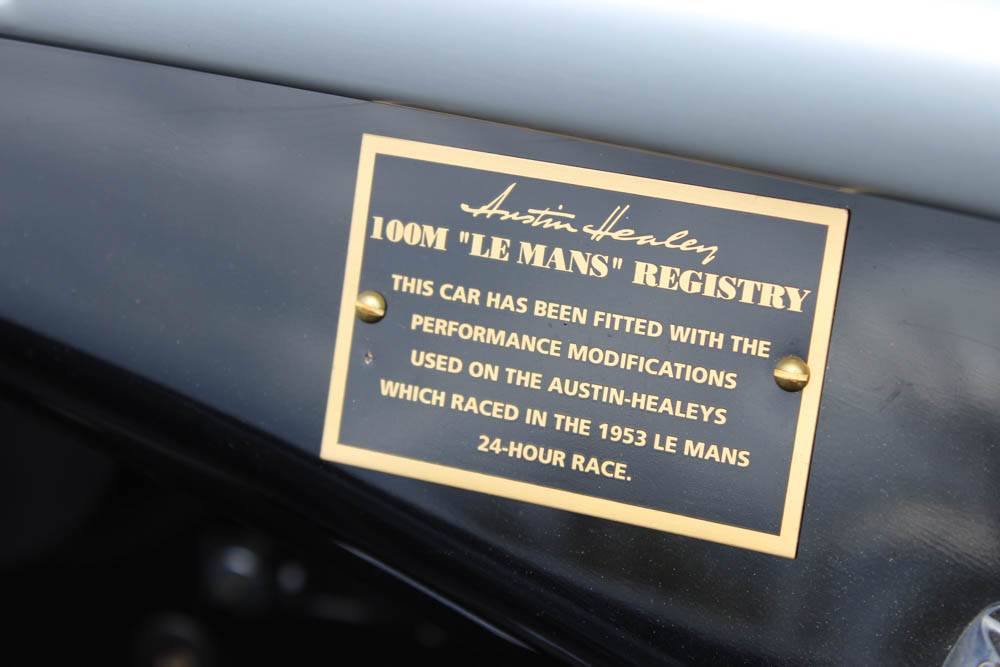 Austin Healey
100M "LE MANS" REGISTRY
THIS CAR HAS BEEN FITTED WITH THE
PERFORMANCE MODIFICATIONS
USED ON THE AUSTIN-HEALEYS
WHICH RACED IN THE 1953 LE MANS
24-HOUR RACE.